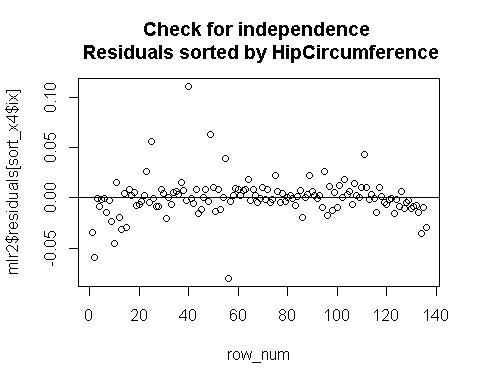 Check for independence
Residuals sorted by HipCircumference
mlr2$residuals[sort_x4$ix]
0.10
0.05
0.00
-0.05
0 20 40 60 80 100 120 140
row_num